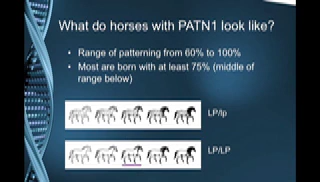 What do horses with PATN1 look like?
• Range of patterning from 60% to 100%
• Most are born with at least 75% (middle of
range below)
LP/lp
LP/LP